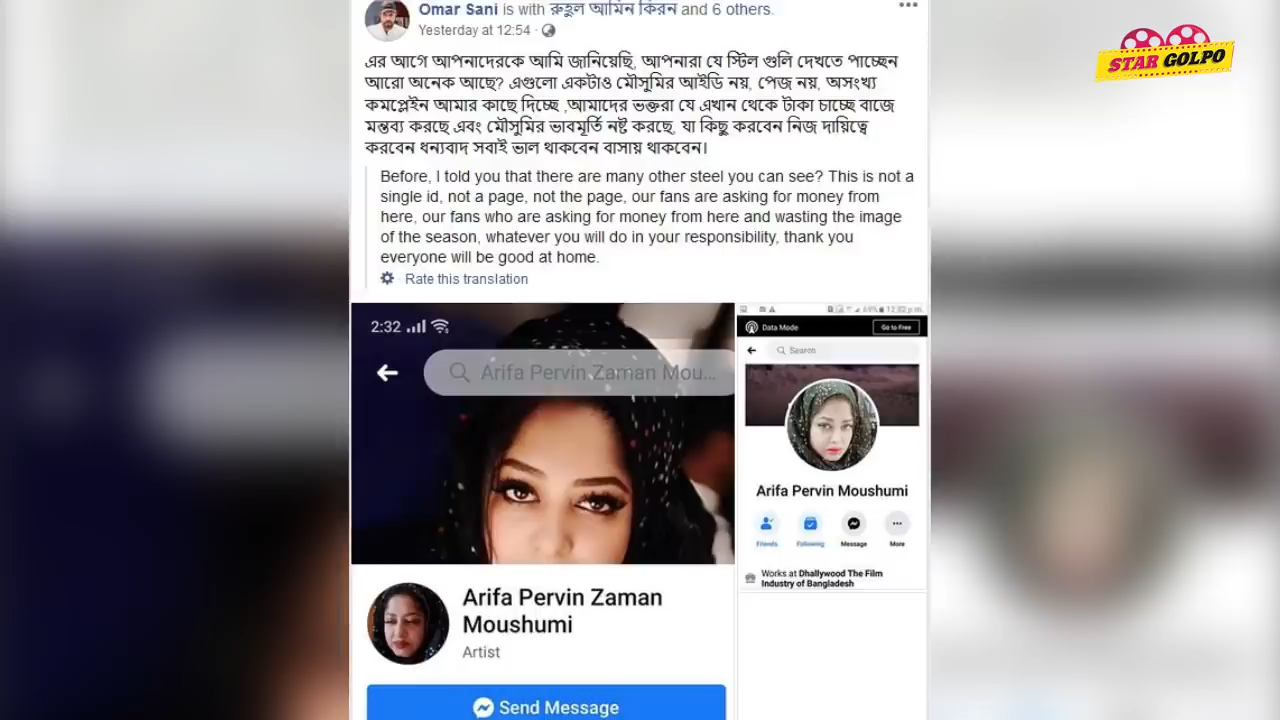 Omar Sani is with রুহুল আমিন কিরন and 6 others.
Yesterday at 12:54
STAR GOLPO
এর আগে আপনাদেরকে আমি জানিয়েছি, আপনারা যে স্টিল গুলি দেখতে পাচ্ছেন
আরো অনেক আছে? এগুলো একটাও মৌসুমির আইডি নয়, পেজ নয়, অসংখ্য
কমপ্লেইন আমার কাছে দিচ্ছে ,আমাদের ভক্তরা যে এখান থেকে টাকা চাচ্ছে বাজে
মন্তব্য করছে এবং মৌসুমির ভাবমূর্তি নষ্ট করছে, যা কিছু করবেন নিজ দায়িত্বে
করবেন ধন্যবাদ সবাই ভাল থাকবেন বাসায় থাকবেন।
Before, I told you that there are many other steel you can see? This is not a
single id, not a page, not the page, our fans are asking for money from
here, our fans who are asking for money from here and wasting the image
of the season, whatever you will do in your responsibility, thank you
everyone will be good at home.
Rate this translation
2:32
Arifa Pervin Zaman Mou...
Arifa Pervin Zaman
Moushumi
Artist
Send Message
Data Mode
Go to Free
Search
Arifa Pervin Moushumi
Friends Following Message More
Works at Dhallywood The Film
Industry of Bangladesh